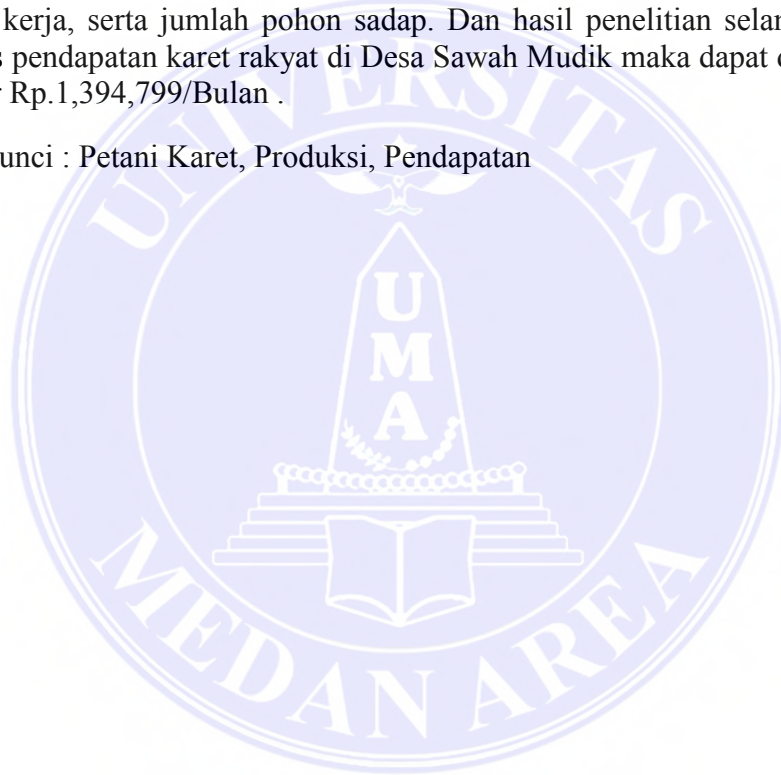 kerja, serta jumlah pohon sadap. Dan hasil penelitian
pendapatan karet rakyat di Desa Sawah Mudik maka dapat
Rp.1,394,799/Bulan .
unci : Petani Karet, Produksi, Pendapatan
UNIVERSITAS
U
M
A
MEDAN AREA